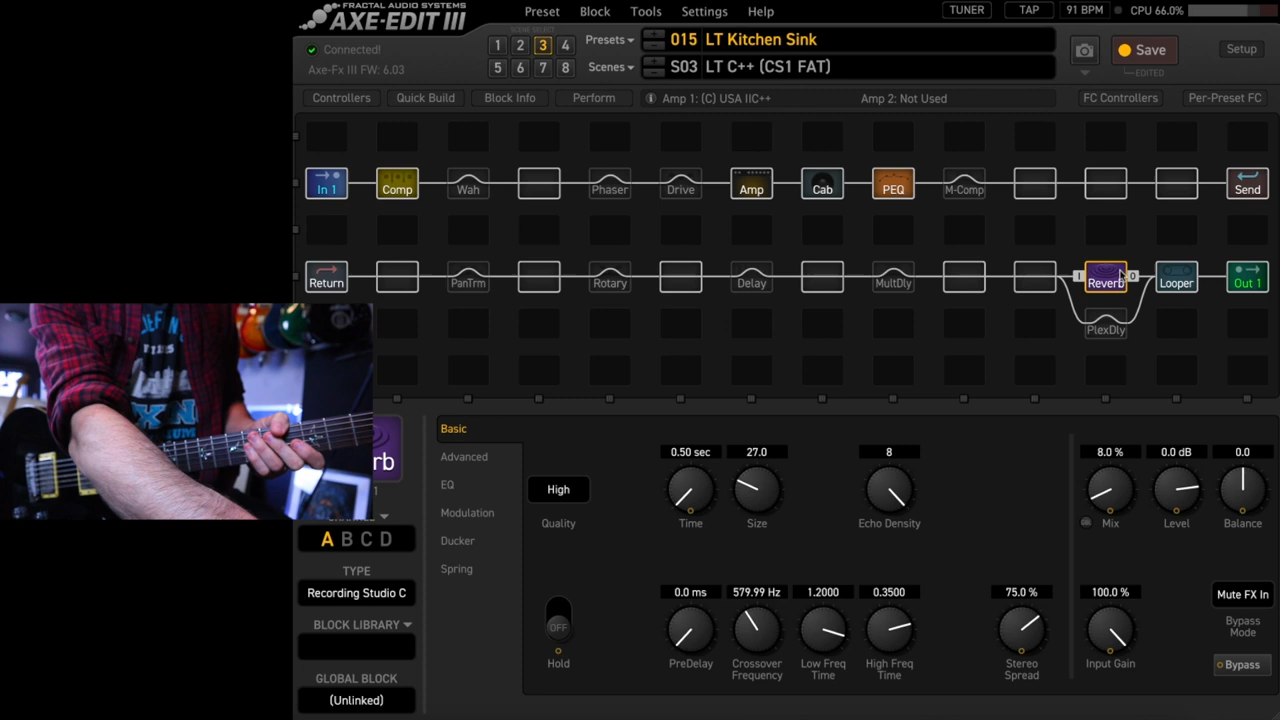 FRACTAL AUDIO SYSTEMS
AXE-EDIT III
Preset Block Tools Settings Help
TUNER TAP 91 BPM CPU 66.0%
Connected!
Axe-Fx III FW: 6.03
SCENE SELECT
1 2 3 4
5 6 7 8
Presets 015 LT Kitchen Sink
Scenes S03 LT C++ (CS1 FAT)
Save
EDITED
Setup
Controllers Quick Build Block Info Perform Amp 1: (C) USA IIC++ Amp 2: Not Used FC Controllers Per-Preset FC
In 1 Comp Wah Phaser Drive Amp Cab PEQ M-Comp Send
Return PanTrm Rotary Delay MultDly I Reverb O Looper Out 1
PlexDly
rb
1
A B C D
TYPE
Recording Studio C
BLOCK LIBRARY
GLOBAL BLOCK
(Unlinked)
Basic
Advanced
EQ
Modulation
Ducker
Spring
High
Quality
OFF
Hold
0.50 sec 27.0 8 8.0 % 0.0 dB 0.0
Time Size Echo Density Mix Level Balance
0.0 ms 579.99 Hz 1.2000 0.3500 75.0 % 100.0 %
PreDelay Crossover Frequency Low Freq Time High Freq Time Stereo Spread Input Gain
Mute FX In
Bypass Mode
Bypass